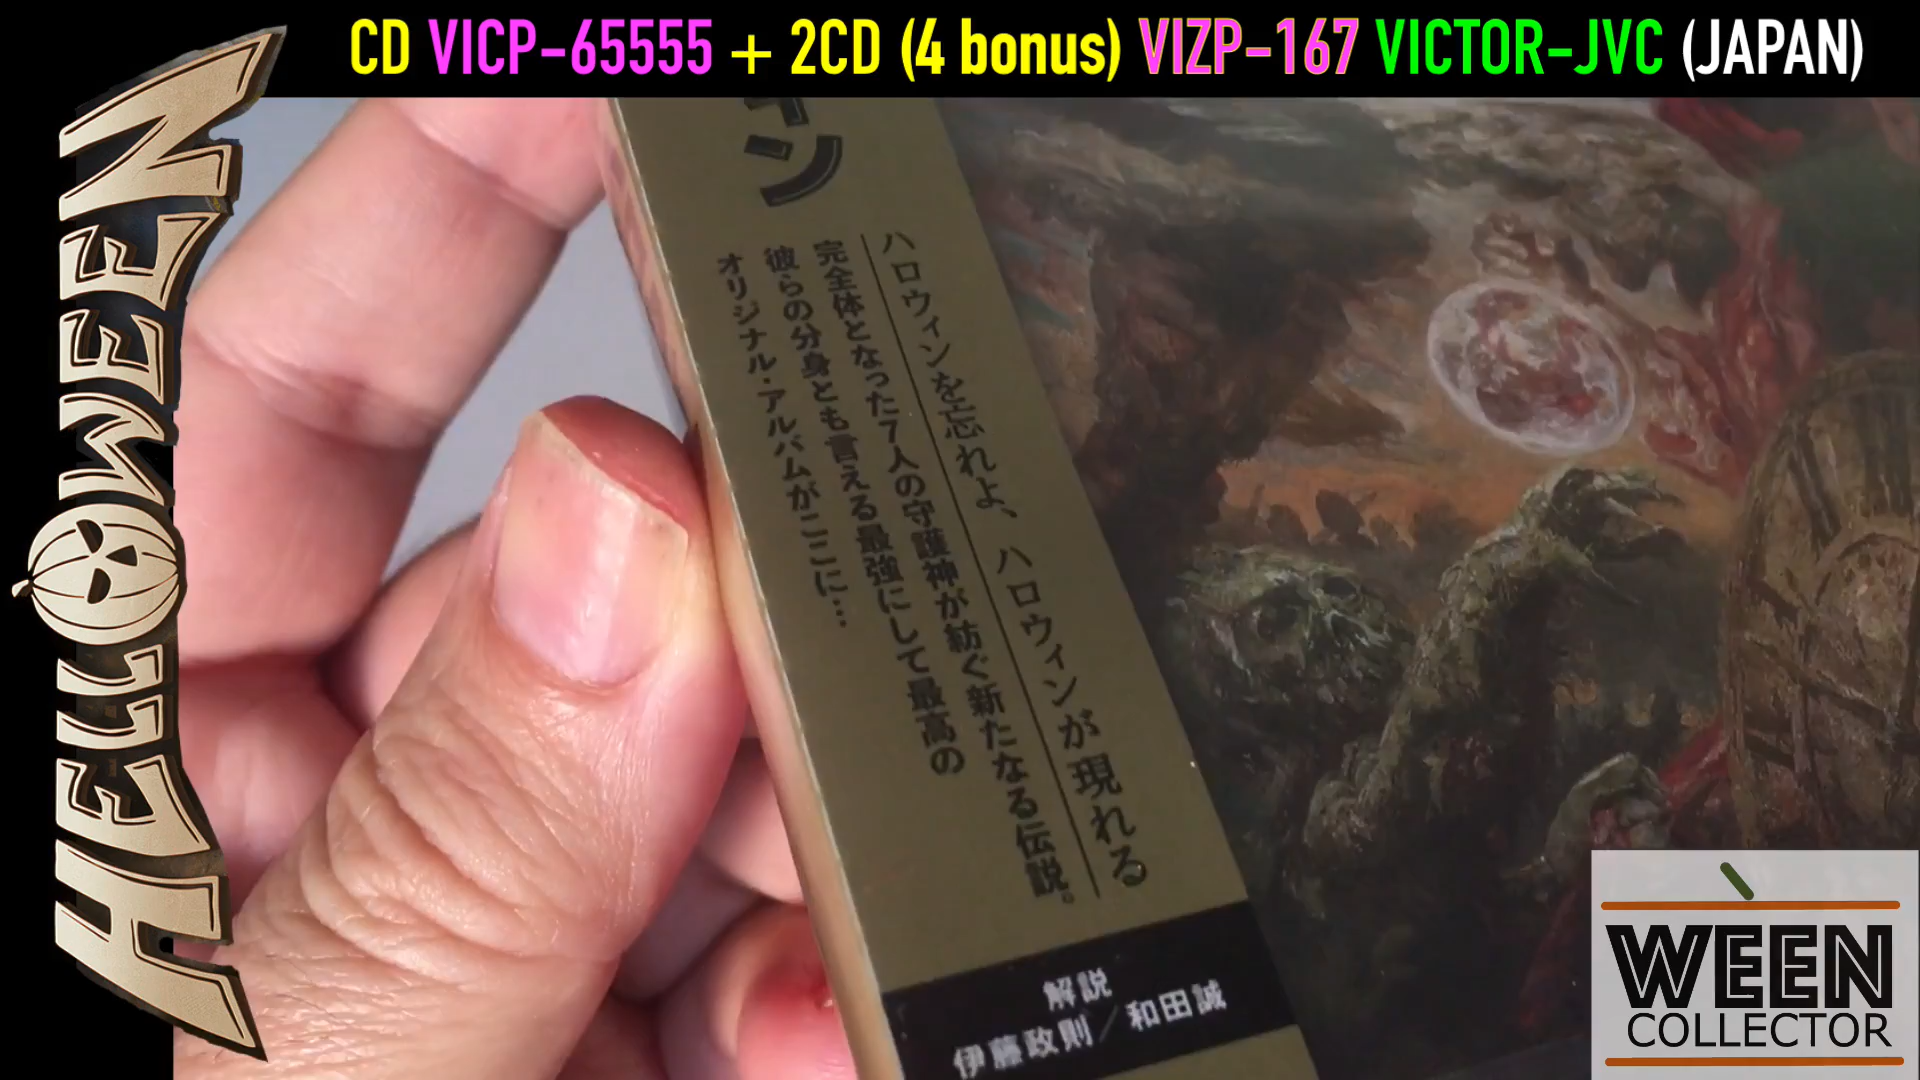 CD VICP-65555 + 2CD (4 bonus) VIZP-167 VICTOR-JVC (JAPAN)
HELLOWEEN
ィン
ハロウィンを忘れよ、ハロウィンが現れる
完全体となった7人の守護神が紡ぐ新たなる伝説。
彼らの分身とも言える最強にして最高の
オリジナル・アルバムがここに…
解説
伊藤政則/和田誠
WEEN
COLLECTOR